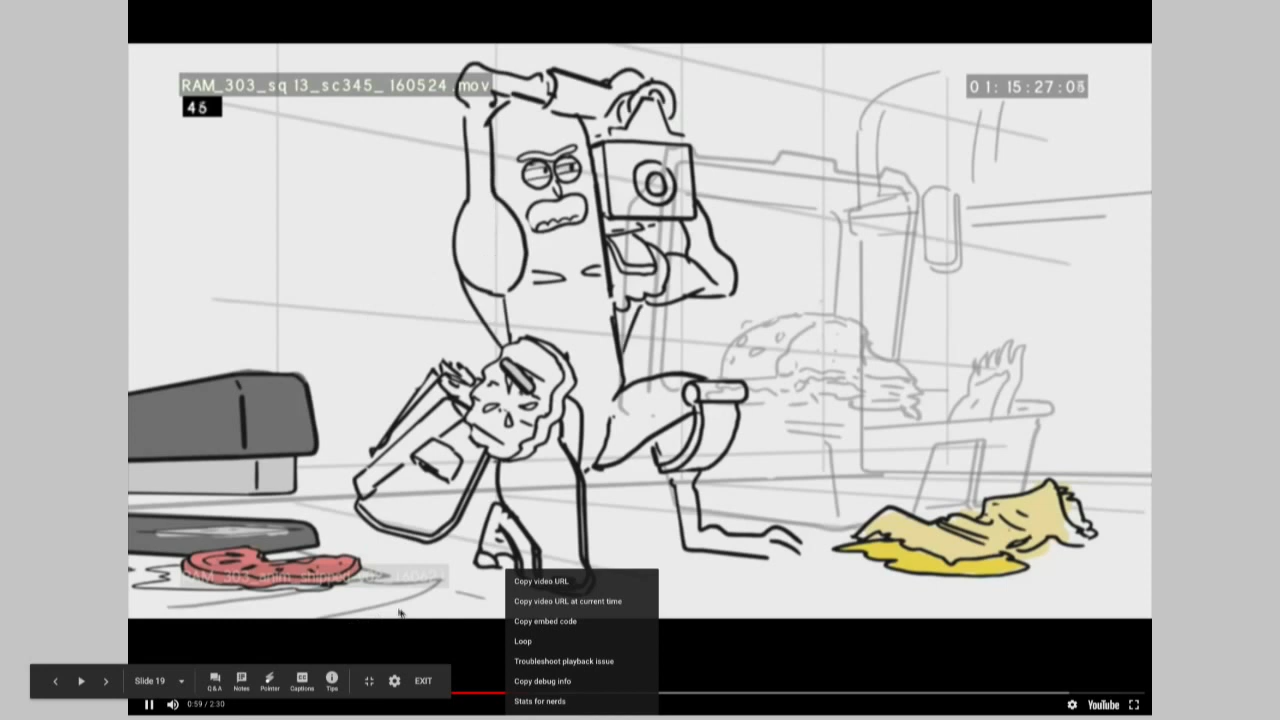 RAM_303_sq 13_sc345_ 160524 .mov
45
01: 15:27:05
Copy video URL
Copy video URL at current time
Copy embed code
Loop
Troubleshoot playback issue
Copy debug info
Stats for nerds
Slide 19
Q&A
Notes
Pointer
Captions
Tips
EXIT
0:59 / 2:30
YouTube